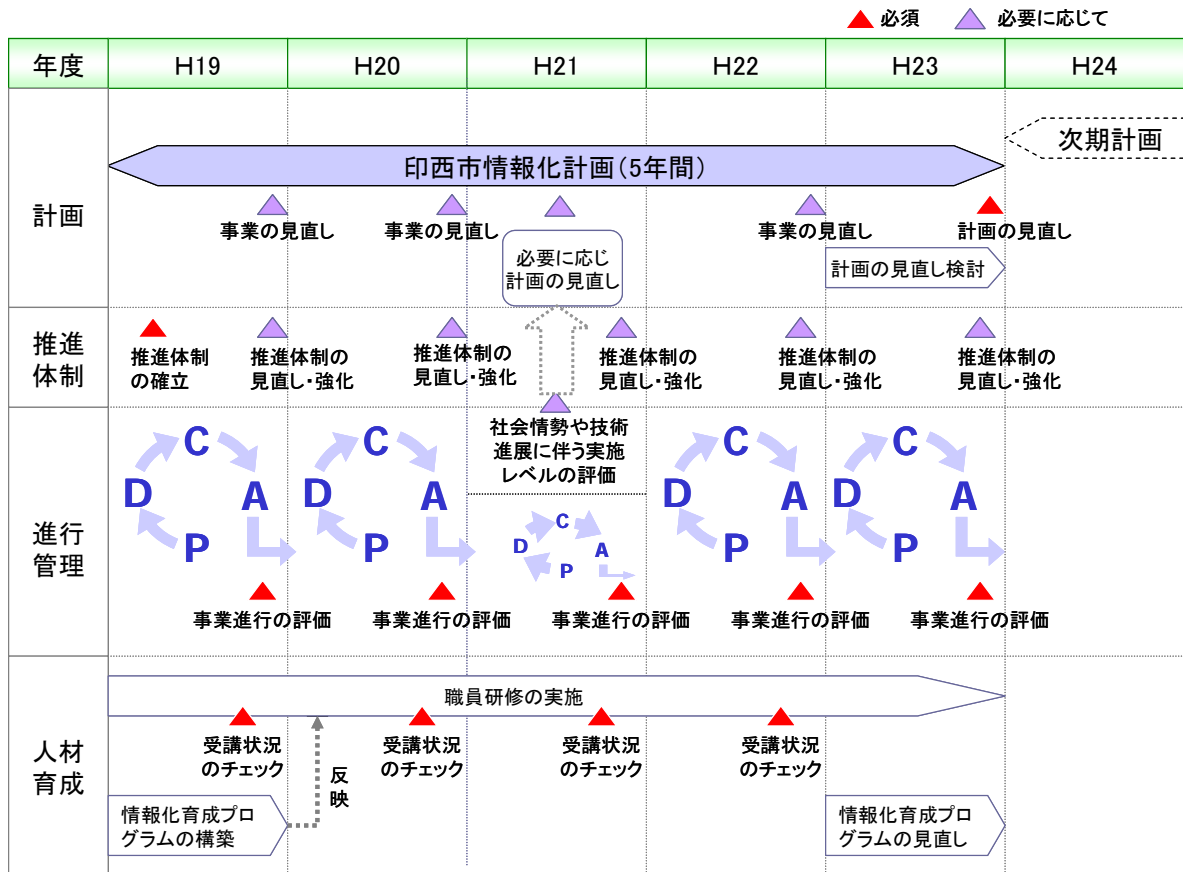 必須
必要に応じて
年度
H19
H20
H21
H22
H23
H24
計画
次期計画
印西市情報化計画(5年間)
事業の見直し
事業の見直し
事業の見直し
計画の見直し
必要に応じ
計画の見直し
計画の見直し検討
推進
体制
推進体制
の確立
推進体制の
見直し・強化
推進体制の
見直し・強化
推進体制の
見直し・強化
推進体制の
見直し・強化
推進体制の
見直し・強化
進行
管理
社会情勢や技術
進展に伴う実施
レベルの評価
C
D
A
P
C
D
A
P
C
D
A
P
C
D
A
P
C
D
A
P
事業進行の評価
事業進行の評価
事業進行の評価
事業進行の評価
事業進行の評価
人材
育成
職員研修の実施
受講状況
のチェック
受講状況
のチェック
受講状況
のチェック
受講状況
のチェック
反
映
情報化育成プロ
グラムの構築
情報化育成プロ
グラムの見直し